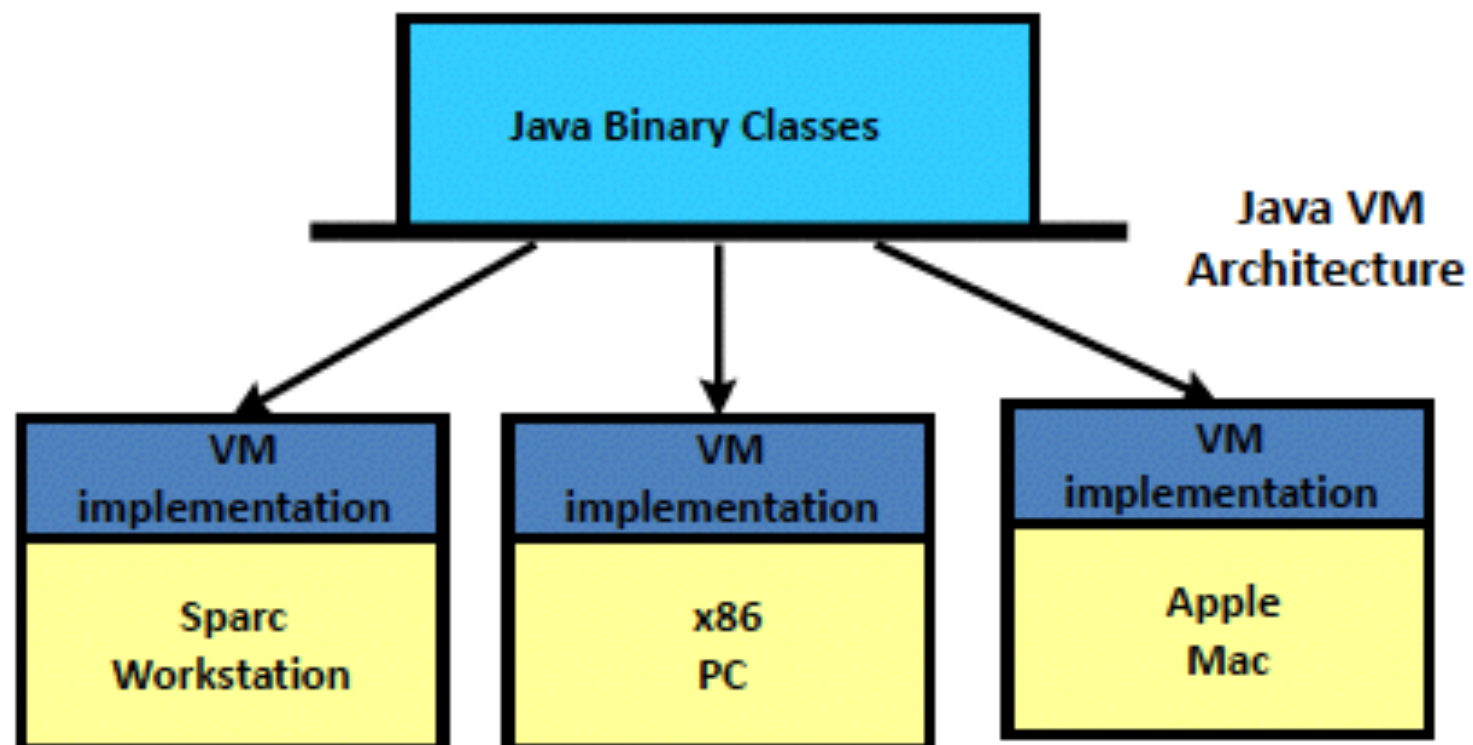 Java Binary Classes
Java VM
Architecture
VM
implementation
VM
implementation
VM
implementation
Sparc
Workstation
x86
PC
Apple
Mac